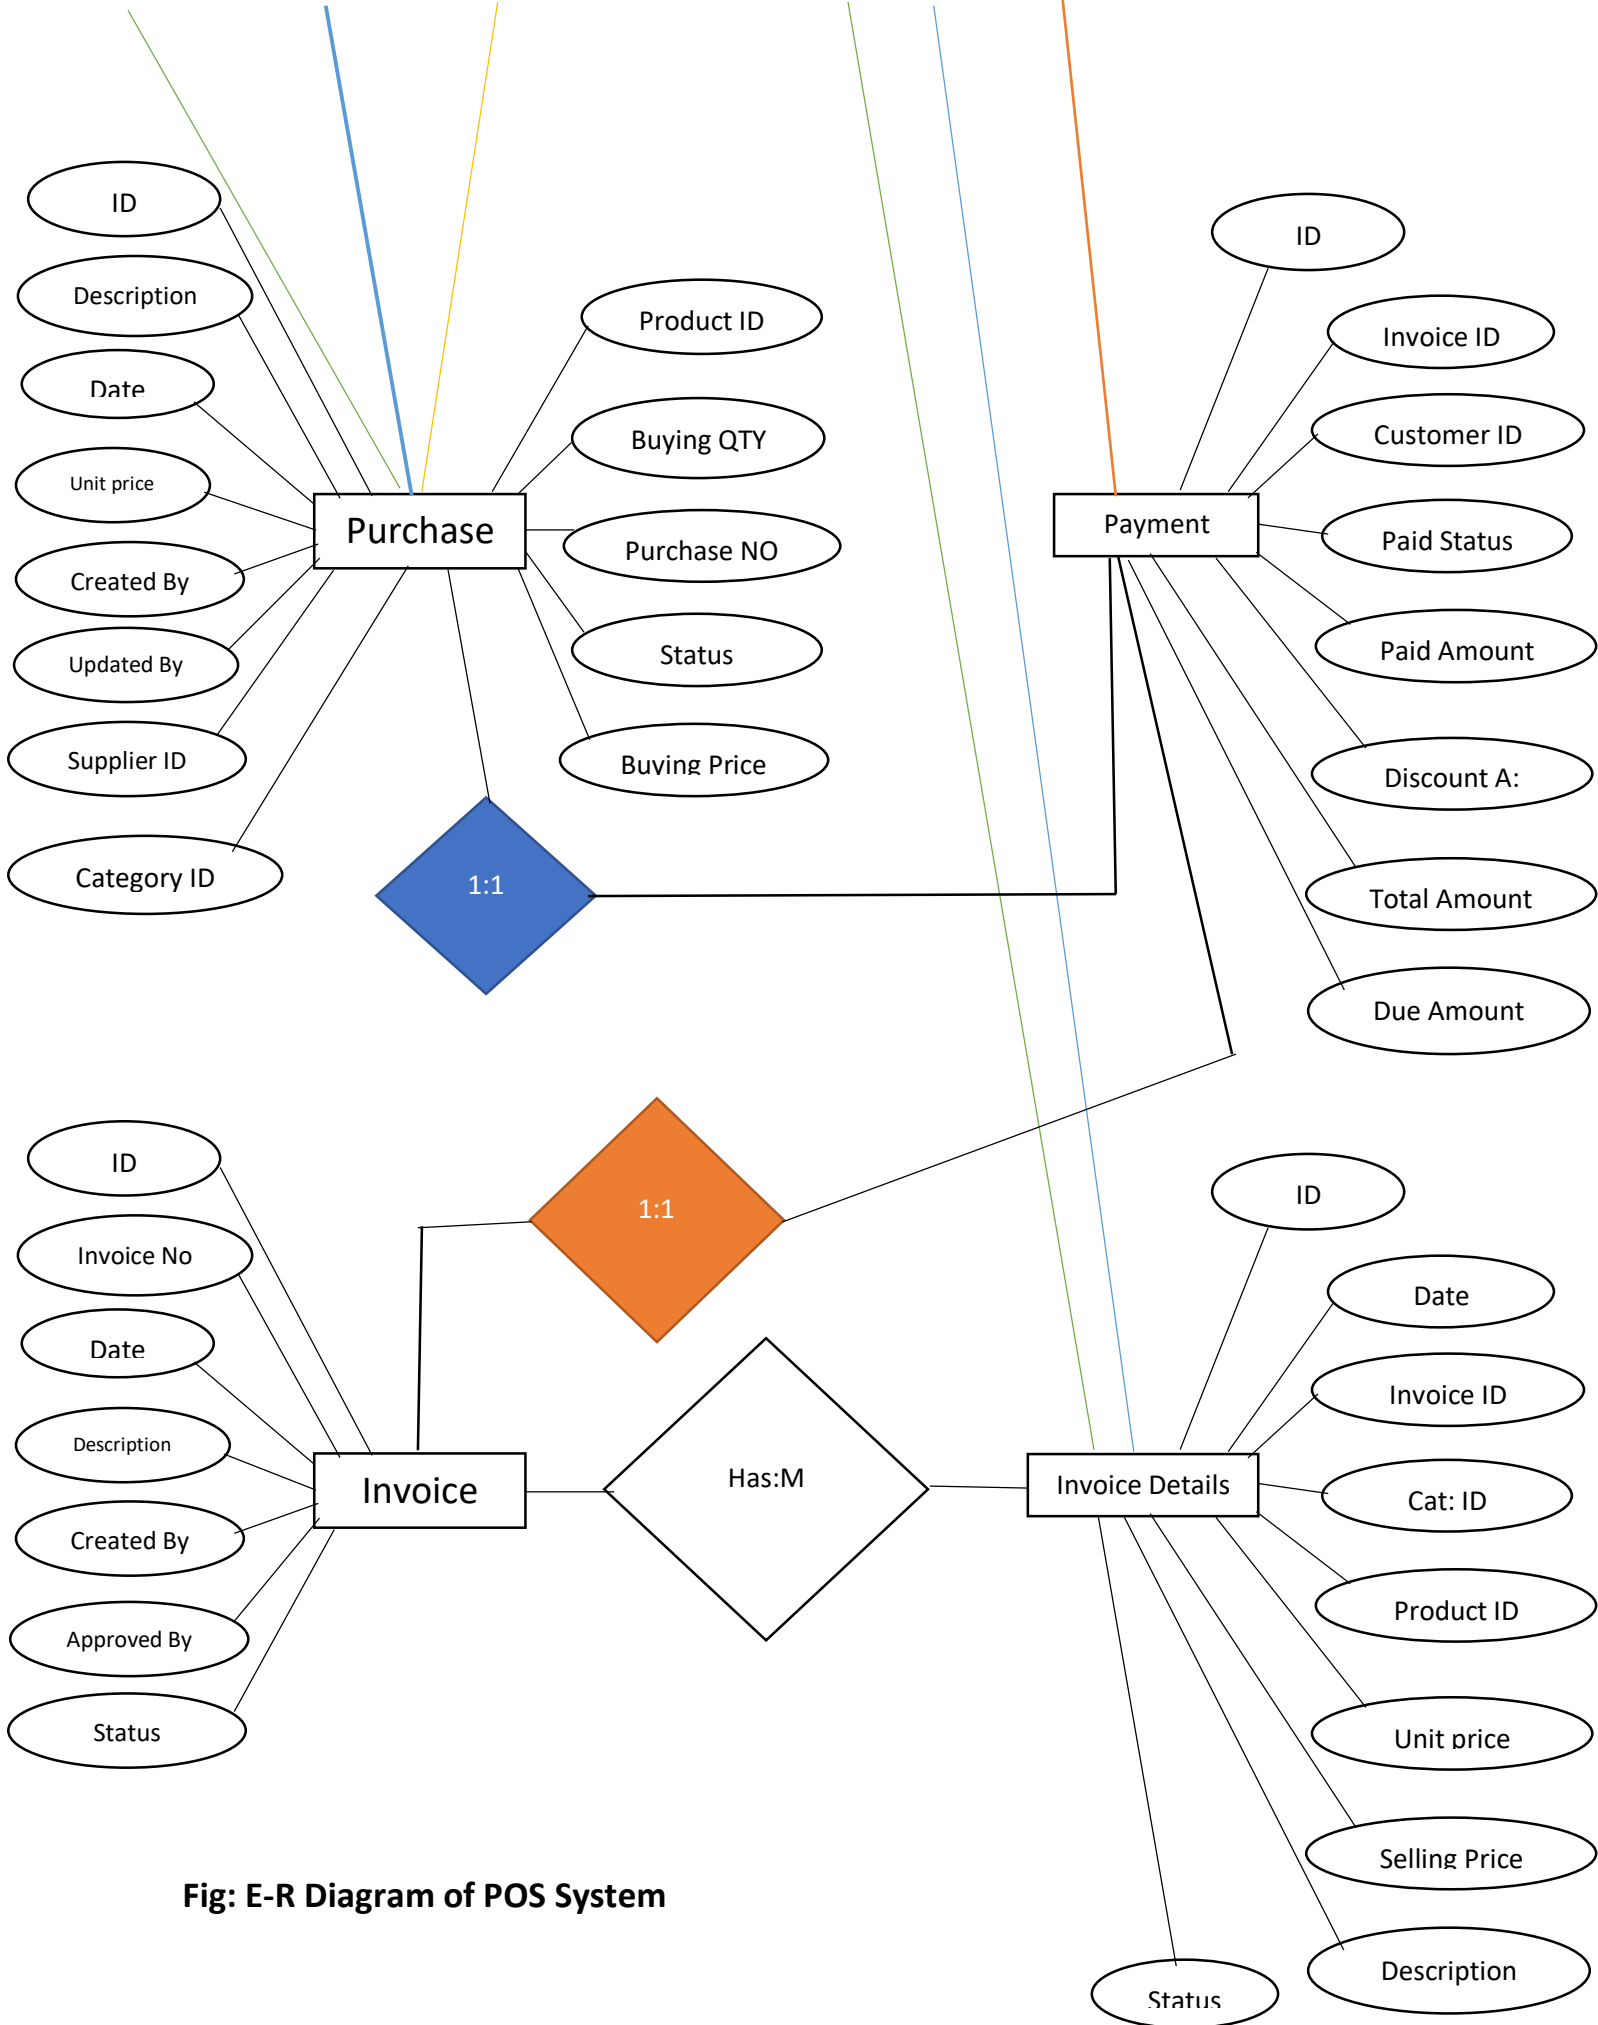 ID
Description
Date
Unit price
Created By
Updated By
Supplier ID
Category ID
Purchase
Product ID
Buying QTY
Purchase NO
Status
Buying Price
1:1
Payment
ID
Invoice ID
Customer ID
Paid Status
Paid Amount
Discount A:
Total Amount
Due Amount
1:1
ID
Invoice No
Date
Description
Created By
Approved By
Status
Invoice
Has:M
Invoice Details
ID
Date
Invoice ID
Cat: ID
Product ID
Unit price
Selling Price
Description
Status
Fig: E-R Diagram of POS System